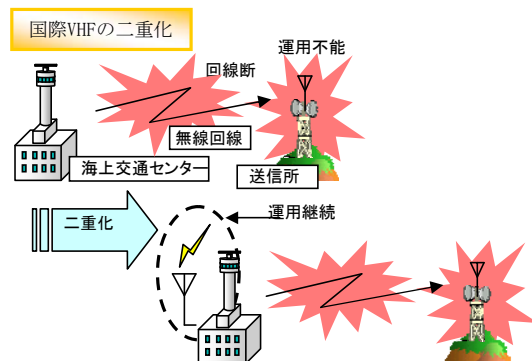 国際VHFの二重化
運用不能
回線断
無線回線
海上交通センター
送信所
二重化
運用継続